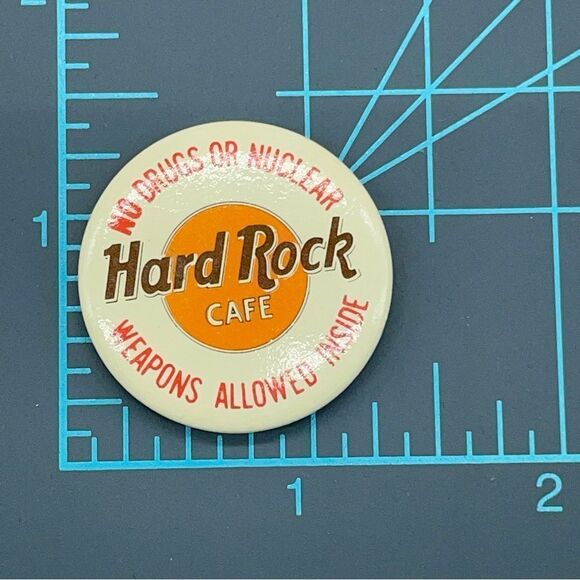 NO DRUGS OR NUCLEAR
Hard Rock
CAFE
WEAPONS ALLOWED INSIDE
1
1
2